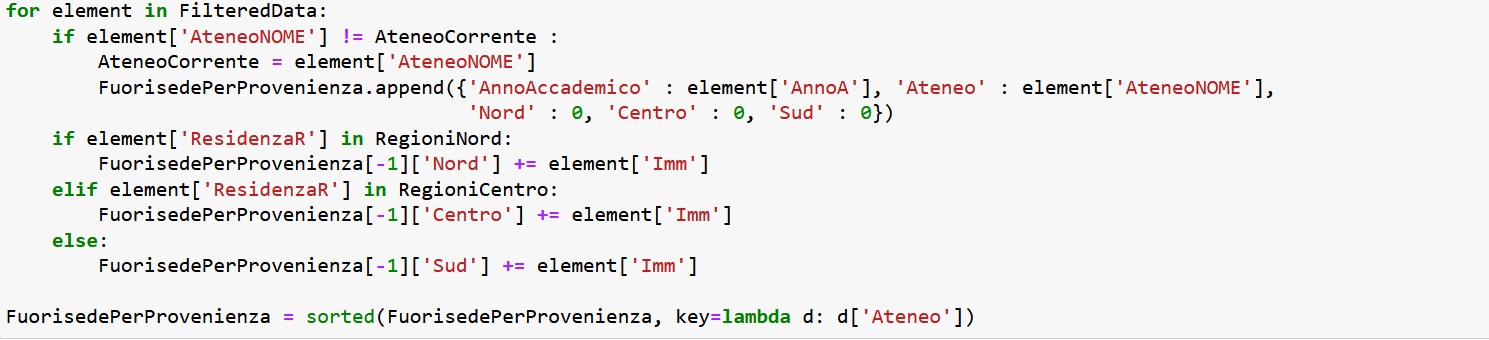 for element in FilteredData:
    if element['AteneoNOME'] != AteneoCorrente :
        AteneoCorrente = element['AteneoNOME']
        FuorisedePerProvenienza.append({'AnnoAccademico' : element['AnnoA'], 'Ateneo' : element['AteneoNOME'],
                                        'Nord' : 0, 'Centro' : 0, 'Sud' : 0})
    if element['ResidenzaR'] in RegioniNord:
        FuorisedePerProvenienza[-1]['Nord'] += element['Imm']
    elif element['ResidenzaR'] in RegioniCentro:
        FuorisedePerProvenienza[-1]['Centro'] += element['Imm']
    else:
        FuorisedePerProvenienza[-1]['Sud'] += element['Imm']

FuorisedePerProvenienza = sorted(FuorisedePerProvenienza, key=lambda d: d['Ateneo'])